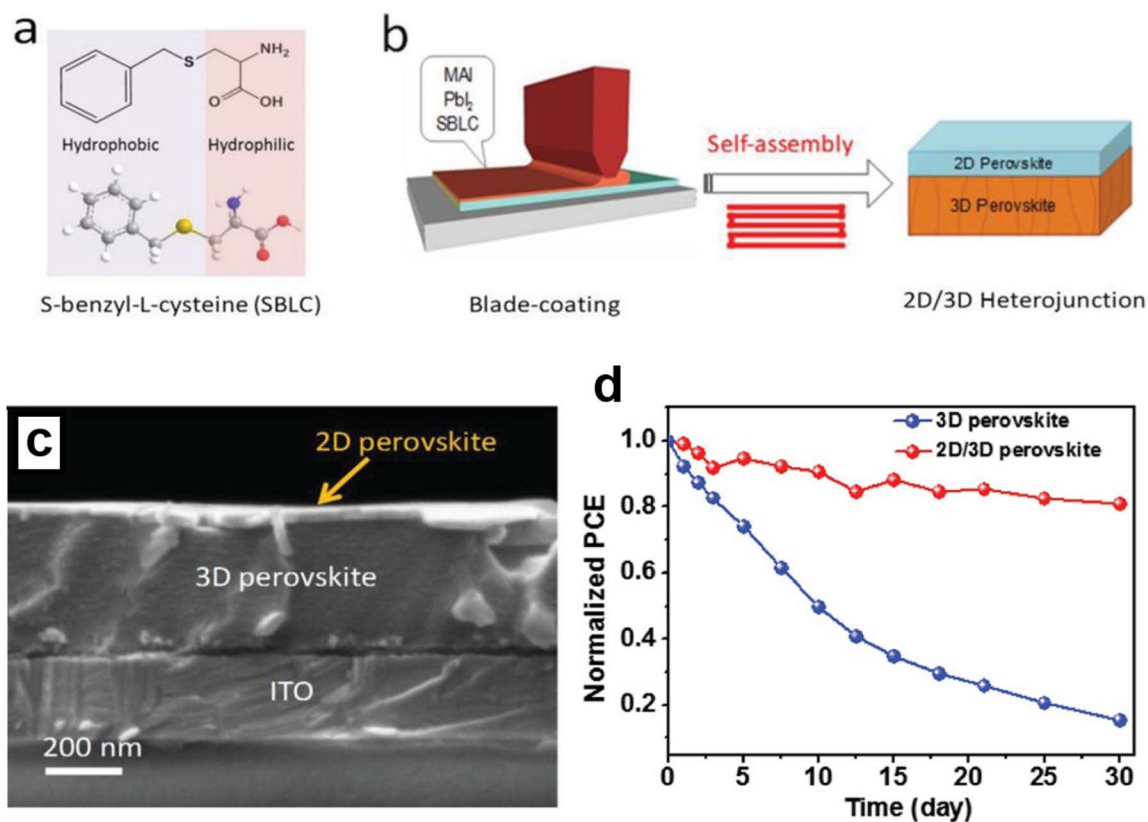 a
S
NH₂
O
OH
Hydrophobic
Hydrophilic
S-benzyl-L-cysteine (SBLC)
b
MAI
PbI₂
SBLC
Blade-coating
Self-assembly
2D Perovskite
3D Perovskite
2D/3D Heterojunction
c
2D perovskite
3D perovskite
ITO
200 nm
d
3D perovskite
2D/3D perovskite
Normalized PCE
1.0
0.8
0.6
0.4
0.2
0
5
10
15
20
25
30
Time (day)